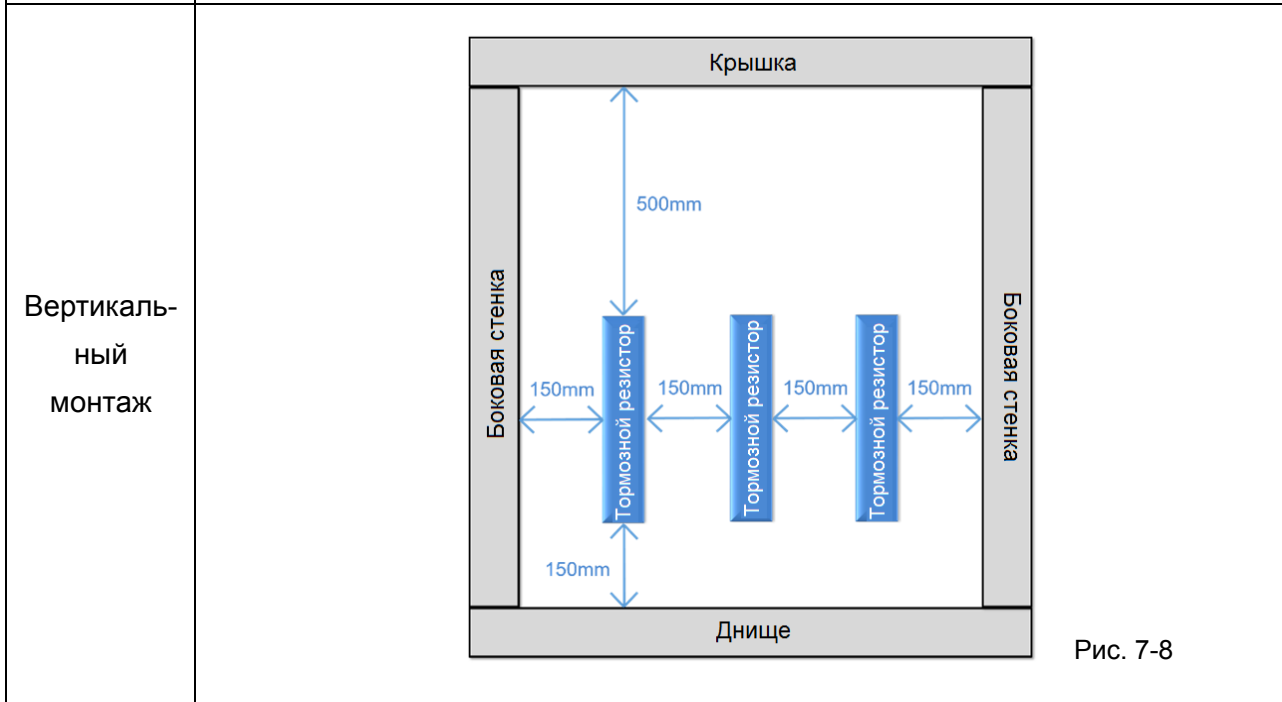 Вертикаль-
ный
монтаж
Крышка
500mm
Боковая стенка
Боковая стенка
150mm
150mm
150mm
150mm
Тормозной резистор
Тормозной резистор
Тормозной резистор
150mm
Днище
Рис. 7-8